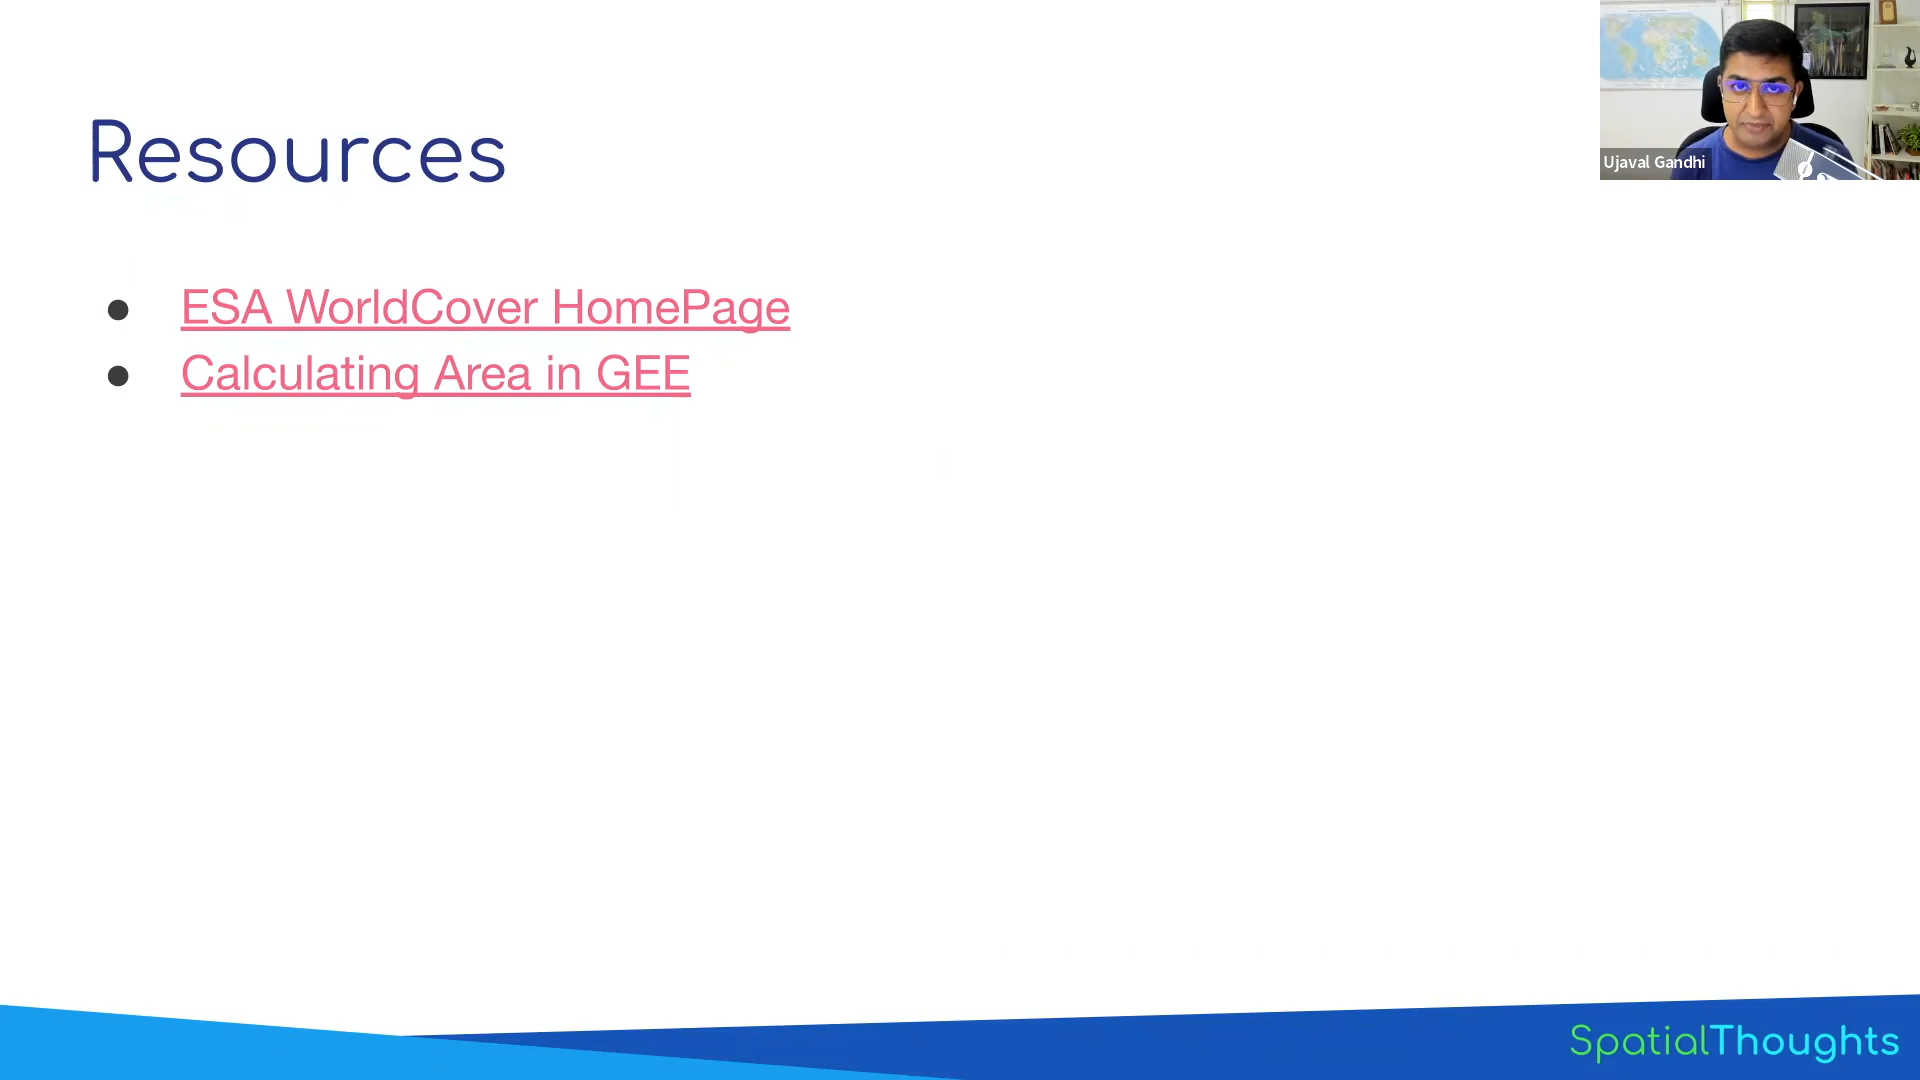 Resources
ESA WorldCover HomePage
Calculating Area in GEE
Ujaval Gandhi
SpatialThoughts